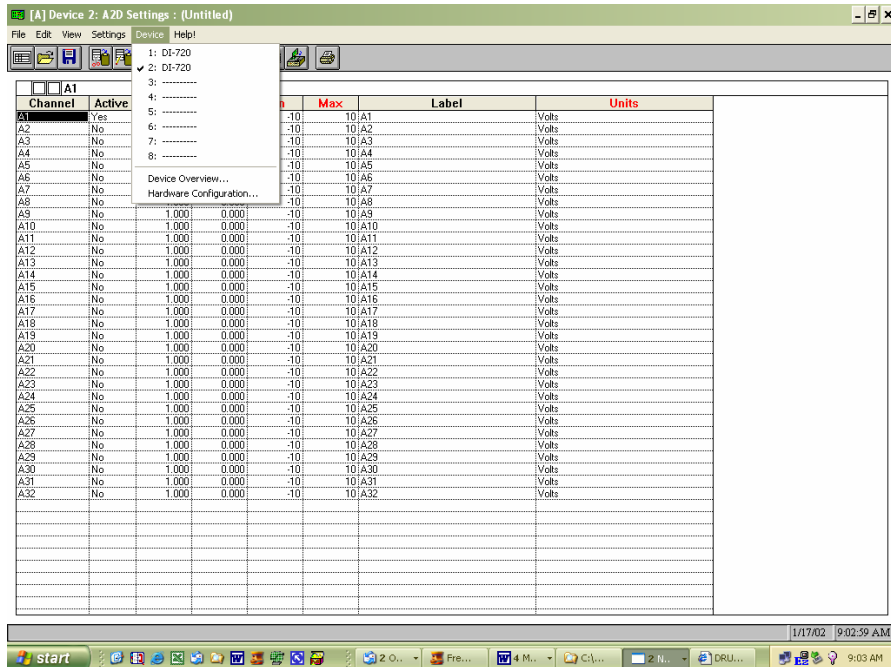 [A] Device 2: A2D Settings : (Untitled)
File Edit View Settings Device Help!
1: DI-720
✓ 2: DI-720
3: ----------
4: ----------
5: ----------
6: ----------
7: ----------
8: ----------
Device Overview...
Hardware Configuration...
A1
Channel Active Max Label Units
A1 Yes -10 10 A1 Volts
A2 No -10 10 A2 Volts
A3 No -10 10 A3 Volts
A4 No -10 10 A4 Volts
A5 No -10 10 A5 Volts
A6 No -10 10 A6 Volts
A7 No -10 10 A7 Volts
A8 No 1.000 0.000 -10 10 A8 Volts
A9 No 1.000 0.000 -10 10 A9 Volts
A10 No 1.000 0.000 -10 10 A10 Volts
A11 No 1.000 0.000 -10 10 A11 Volts
A12 No 1.000 0.000 -10 10 A12 Volts
A13 No 1.000 0.000 -10 10 A13 Volts
A14 No 1.000 0.000 -10 10 A14 Volts
A15 No 1.000 0.000 -10 10 A15 Volts
A16 No 1.000 0.000 -10 10 A16 Volts
A17 No 1.000 0.000 -10 10 A17 Volts
A18 No 1.000 0.000 -10 10 A18 Volts
A19 No 1.000 0.000 -10 10 A19 Volts
A20 No 1.000 0.000 -10 10 A20 Volts
A21 No 1.000 0.000 -10 10 A21 Volts
A22 No 1.000 0.000 -10 10 A22 Volts
A23 No 1.000 0.000 -10 10 A23 Volts
A24 No 1.000 0.000 -10 10 A24 Volts
A25 No 1.000 0.000 -10 10 A25 Volts
A26 No 1.000 0.000 -10 10 A26 Volts
A27 No 1.000 0.000 -10 10 A27 Volts
A28 No 1.000 0.000 -10 10 A28 Volts
A29 No 1.000 0.000 -10 10 A29 Volts
A30 No 1.000 0.000 -10 10 A30 Volts
A31 No 1.000 0.000 -10 10 A31 Volts
A32 No 1.000 0.000 -10 10 A32 Volts
1/17/02 9:02:59 AM
start 2 O.. Fre... 4 M.. C:\... 2 N.. DRU... 9:03 AM